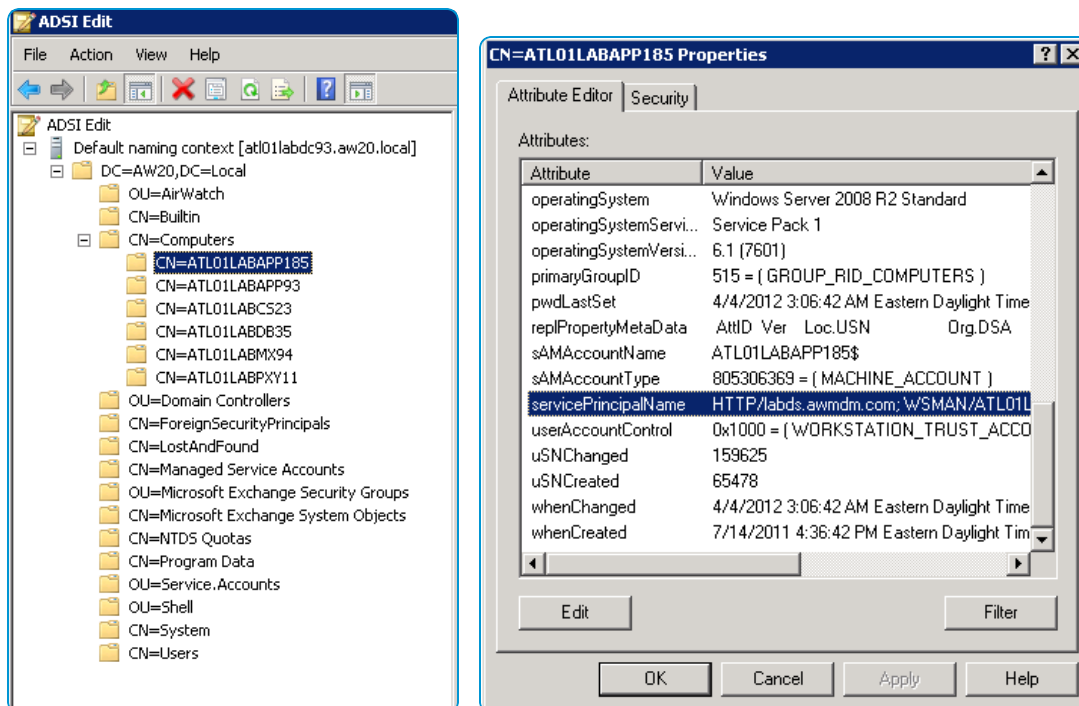 ADSI Edit
File Action View Help
ADSI Edit
Default naming context [atl01labdc93.aw20.local]
DC=AW20,DC=Local
OU=AirWatch
CN=Builtin
CN=Computers
CN=ATL01LABAPP185
CN=ATL01LABAPP93
CN=ATL01LABCS23
CN=ATL01LABDB35
CN=ATL01LABMX94
CN=ATL01LABPXY11
OU=Domain Controllers
CN=ForeignSecurityPrincipals
CN=LostAndFound
CN=Managed Service Accounts
OU=Microsoft Exchange Security Groups
CN=Microsoft Exchange System Objects
CN=NTDS Quotas
CN=Program Data
OU=Service.Accounts
OU=Shell
CN=System
CN=Users
CN=ATL01LABAPP185 Properties
Attribute Editor Security
Attributes:
Attribute Value
operatingSystem Windows Server 2008 R2 Standard
operatingSystemServi... Service Pack 1
operatingSystemVersi... 6.1 (7601)
primaryGroupID 515 = ( GROUP_RID_COMPUTERS )
pwdLastSet 4/4/2012 3:06:42 AM Eastern Daylight Time
replPropertyMetaData AttID Ver Loc.USN Org.DSA
sAMAccountName ATL01LABAPP185$
sAMAccountType 805306369 = ( MACHINE_ACCOUNT )
servicePrincipalName HTTP/labds.awmdm.com; WSMAN/ATL01L
userAccountControl 0x1000 = ( WORKSTATION_TRUST_ACCO
uSNChanged 159625
uSNCreated 65478
whenChanged 4/4/2012 3:06:42 AM Eastern Daylight Time
whenCreated 7/14/2011 4:36:42 PM Eastern Daylight Tim
Edit Filter
OK Cancel Apply Help